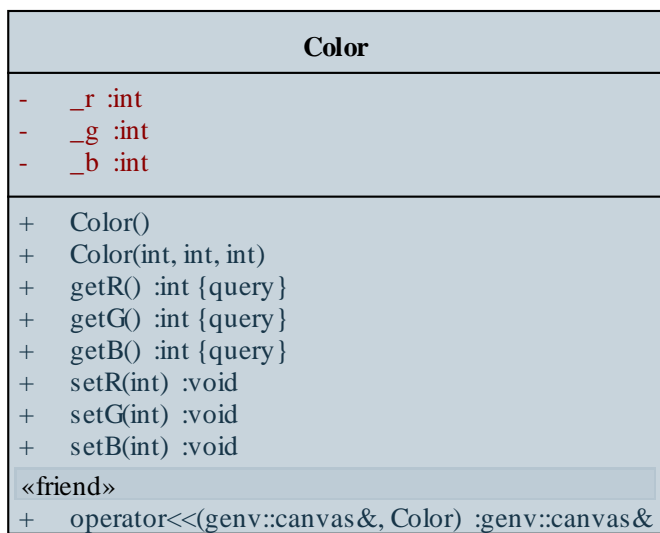 Color
- _r :int
- _g :int
- _b :int
+ Color()
+ Color(int, int, int)
+ getR() :int {query}
+ getG() :int {query}
+ getB() :int {query}
+ setR(int) :void
+ setG(int) :void
+ setB(int) :void
«friend»
+ operator<<(genv::canvas&, Color) :genv::canvas&